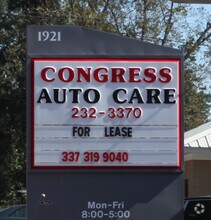 1921
CONGRESS
AUTO CARE
232-3370
FOR LEASE
337 319 9040
Mon-Fri
8:00-5:00